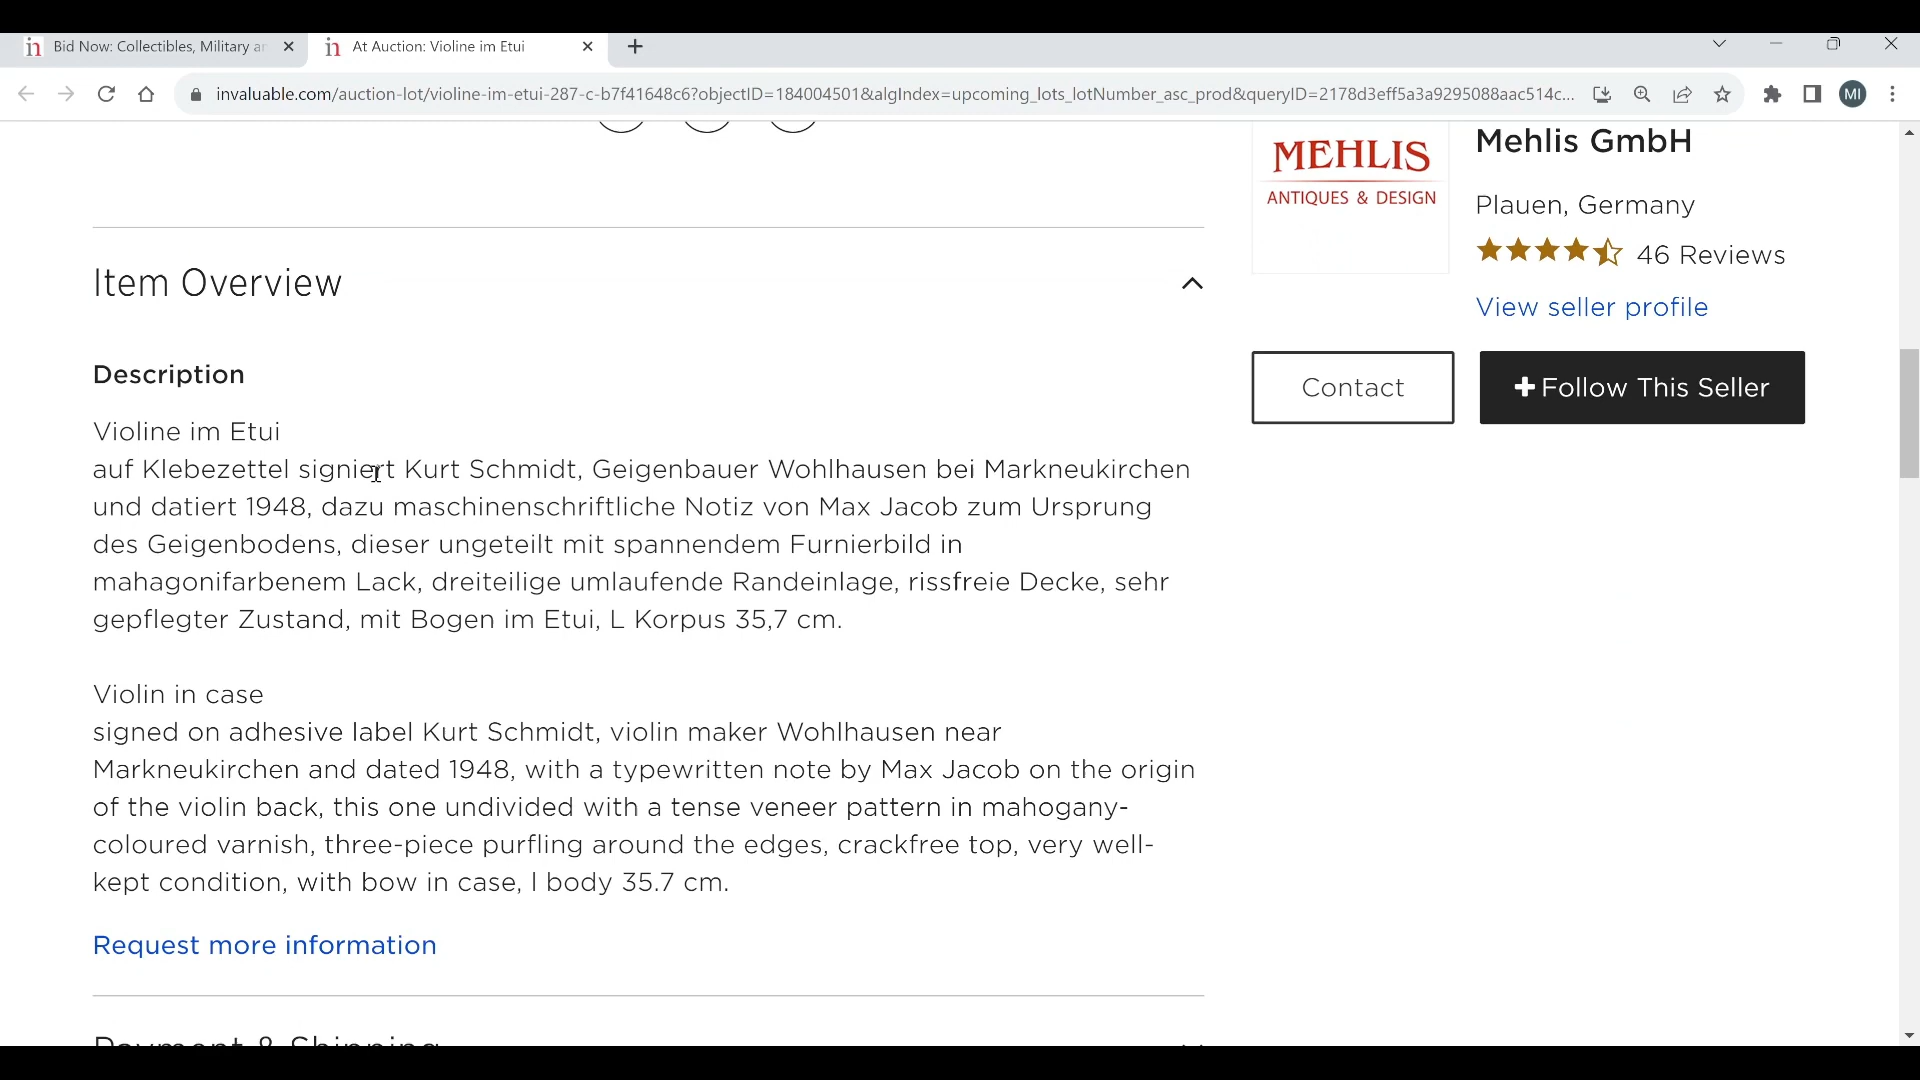 Bid Now: Collectibles, Military ar
At Auction: Violine im Etui
invaluable.com/auction-lot/violine-im-etui-287-c-b7f41648c6?objectID=184004501&algIndex=upcoming_lots_lotNumber_asc_prod&queryID=2178d3eff5a3a9295088aac514c...
MI
MEHLIS
ANTIQUES & DESIGN
Mehlis GmbH
Plauen, Germany
46 Reviews
View seller profile
Contact
+ Follow This Seller
Item Overview
Description
Violine im Etui
auf Klebezettel signiert Kurt Schmidt, Geigenbauer Wohlhausen bei Markneukirchen
und datiert 1948, dazu maschinenschriftliche Notiz von Max Jacob zum Ursprung
des Geigenbodens, dieser ungeteilt mit spannendem Furnierbild in
mahagonifarbenem Lack, dreiteilige umlaufende Randeinlage, rissfreie Decke, sehr
gepflegter Zustand, mit Bogen im Etui, L Korpus 35,7 cm.
Violin in case
signed on adhesive label Kurt Schmidt, violin maker Wohlhausen near
Markneukirchen and dated 1948, with a typewritten note by Max Jacob on the origin
of the violin back, this one undivided with a tense veneer pattern in mahogany-
coloured varnish, three-piece purfling around the edges, crackfree top, very well-
kept condition, with bow in case, l body 35.7 cm.
Request more information
Payment & Shipping